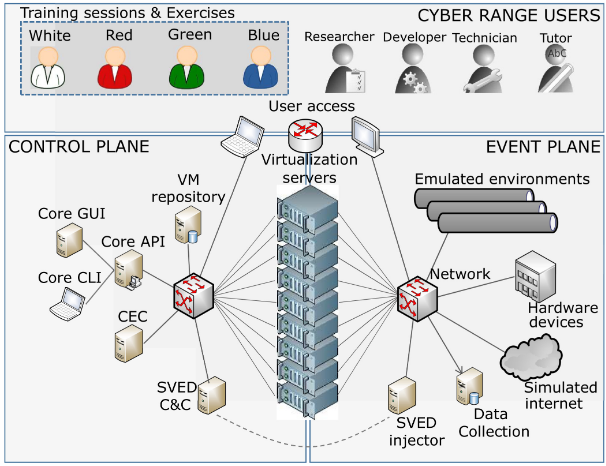 Training sessions & Exercises
CYBER RANGE USERS
White
Red
Green
Blue
Researcher
Developer
Technician
Tutor
AbC
User access
CONTROL PLANE
EVENT PLANE
Virtualization
servers
VM
repository
Emulated environments
Core GUI
Core API
Core CLI
CEC
SVED
C&C
Network
Hardware
devices
Simulated
internet
SVED
injector
Data
Collection